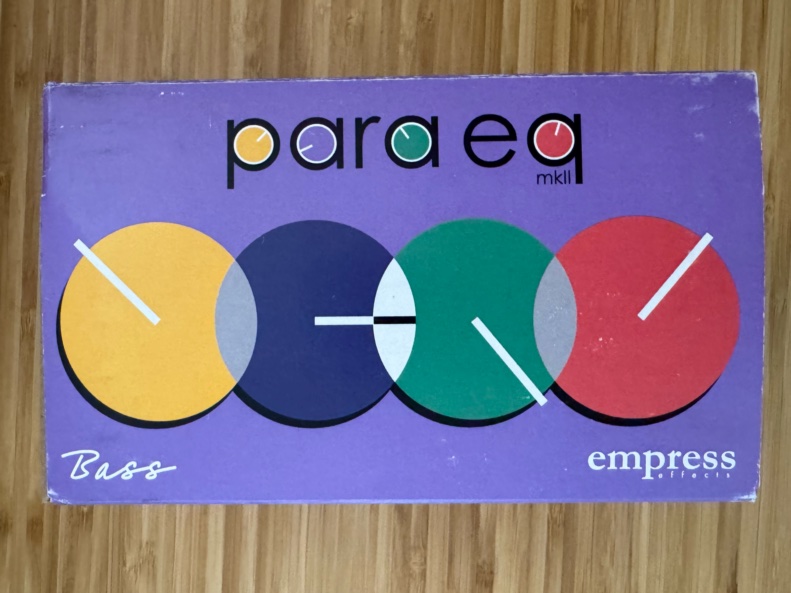 para eq
mkII
Bass
empress
effects